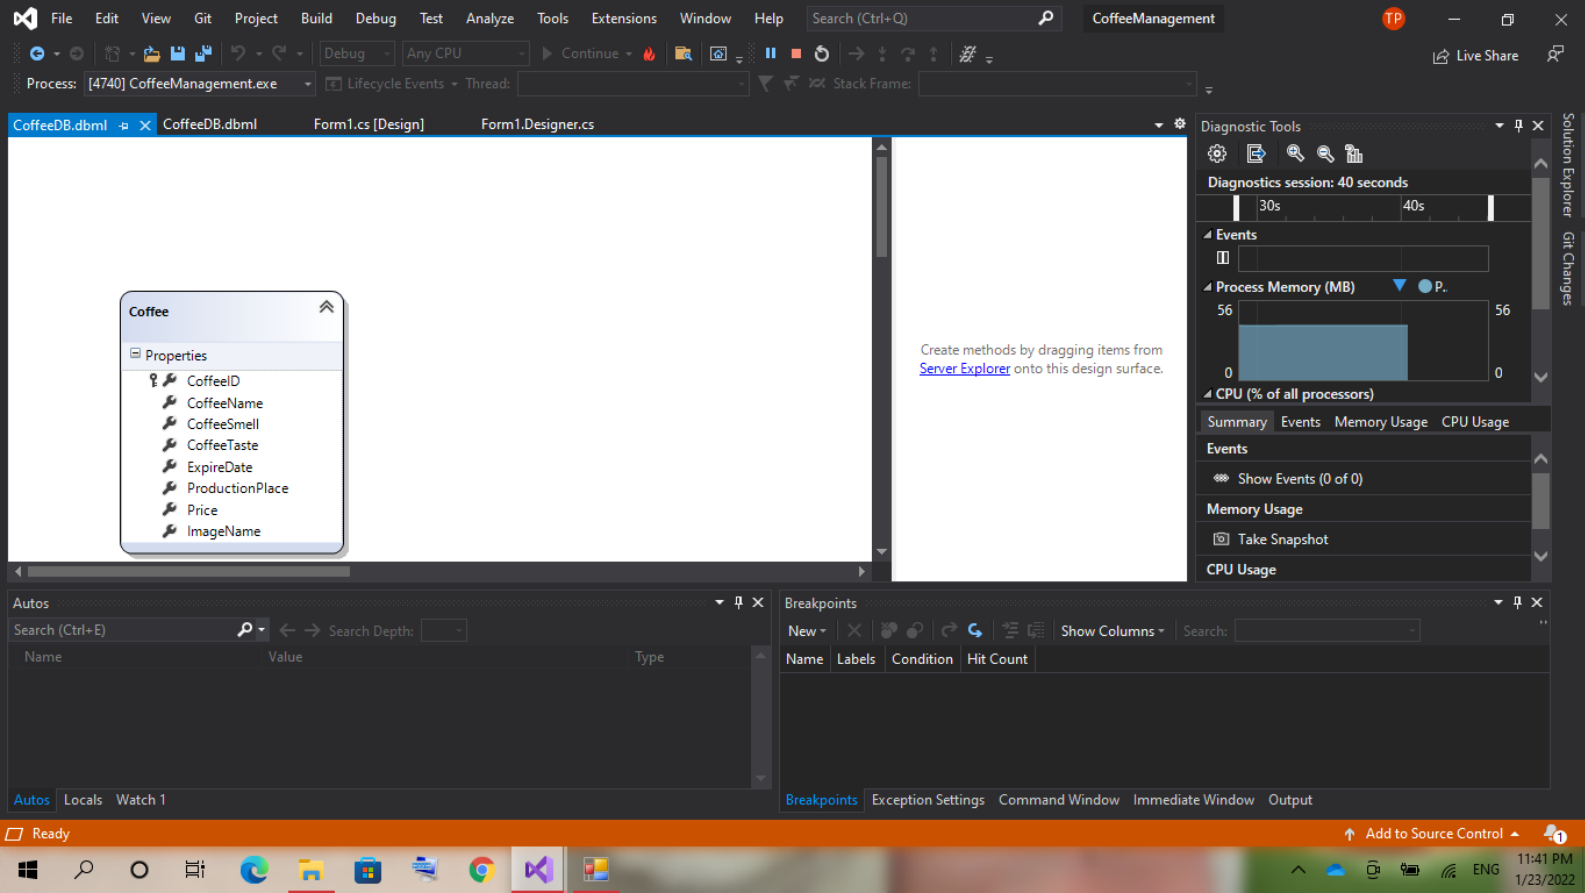 File Edit View Git Project Build Debug Test Analyze Tools Extensions Window Help Search (Ctrl+Q) CoffeeManagement TP
Debug Any CPU Continue Live Share
Process: [4740] CoffeeManagement.exe Lifecycle Events Thread: Stack Frame:
CoffeeDB.dbml CoffeeDB.dbml Form1.cs [Design] Form1.Designer.cs
Coffee
Properties
CoffeeID
CoffeeName
CoffeeSmell
CoffeeTaste
ExpireDate
ProductionPlace
Price
ImageName
Create methods by dragging items from
Server Explorer onto this design surface.
Diagnostic Tools
Diagnostics session: 40 seconds
30s 40s
Events
Process Memory (MB) P..
56 56
0 0
CPU (% of all processors)
Summary Events Memory Usage CPU Usage
Events
Show Events (0 of 0)
Memory Usage
Take Snapshot
CPU Usage
Solution Explorer
Git Changes
Autos
Search (Ctrl+E) Search Depth:
Name Value Type
Autos Locals Watch 1
Breakpoints
New Show Columns Search:
Name Labels Condition Hit Count
Breakpoints Exception Settings Command Window Immediate Window Output
Ready Add to Source Control 1
ENG 11:41 PM
1/23/2022